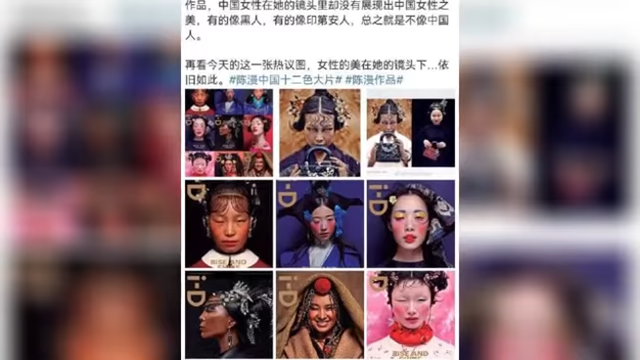 作品，中国女性在她的镜头里却没有展现出中国女性之
美，有的像黑人，有的像印第安人，总之就是不像中国
人。
再看今天的这一张热议图，女性的美在她的镜头下...依
旧如此。#陈漫中国十二色大片# #陈漫作品#
i-D
i-D
i-D
RISE AND
i-D
i-D
i-D
RISE AND